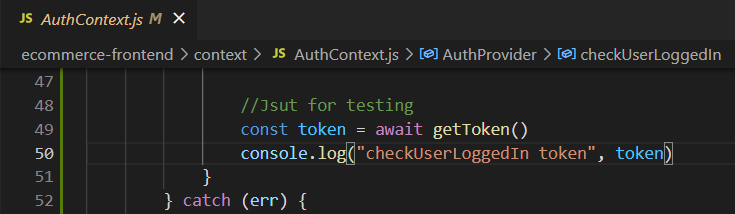 JS AuthContext.js M ×
ecommerce-frontend > context > JS AuthContext.js > AuthProvider > checkUserLoggedIn
47
48 //Jsut for testing
49 const token = await getToken()
50 console.log("checkUserLoggedIn token", token)
51 }
52 } catch (err) {